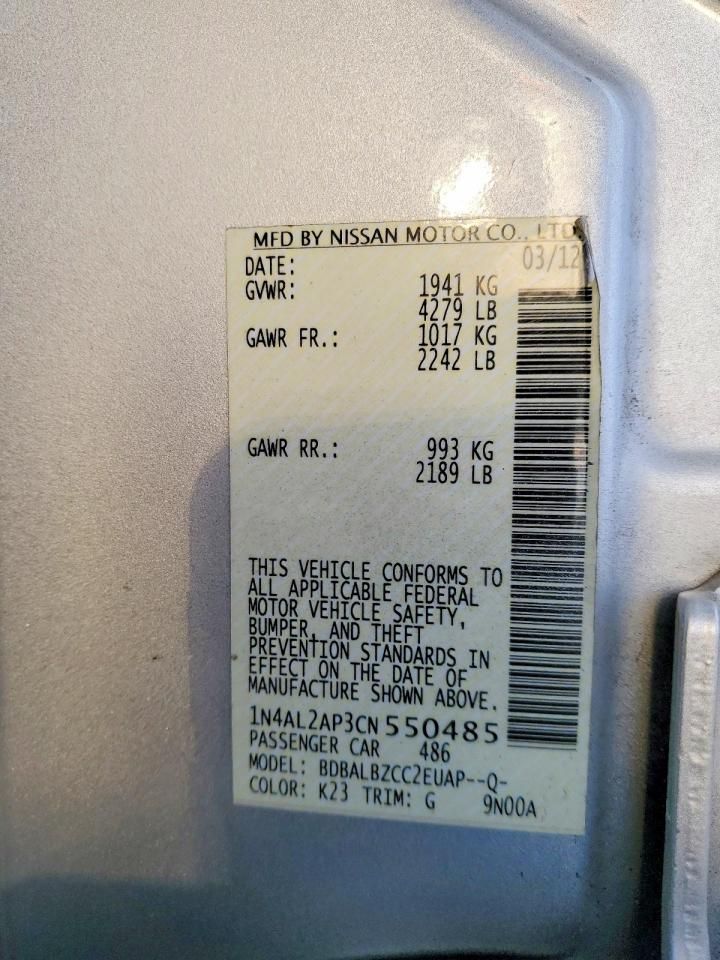 MFD BY NISSAN MOTOR CO., LTD.
DATE: 03/12
GVWR: 1941 KG
4279 LB
GAWR FR.: 1017 KG
2242 LB
GAWR RR.: 993 KG
2189 LB
THIS VEHICLE CONFORMS TO
ALL APPLICABLE FEDERAL
MOTOR VEHICLE SAFETY,
BUMPER, AND THEFT
PREVENTION STANDARDS IN
EFFECT ON THE DATE OF
MANUFACTURE SHOWN ABOVE.
1N4AL2AP3CN550485
PASSENGER CAR 486
MODEL: BDBALBZCC2EUAP--Q-
COLOR: K23 TRIM: G 9N00A